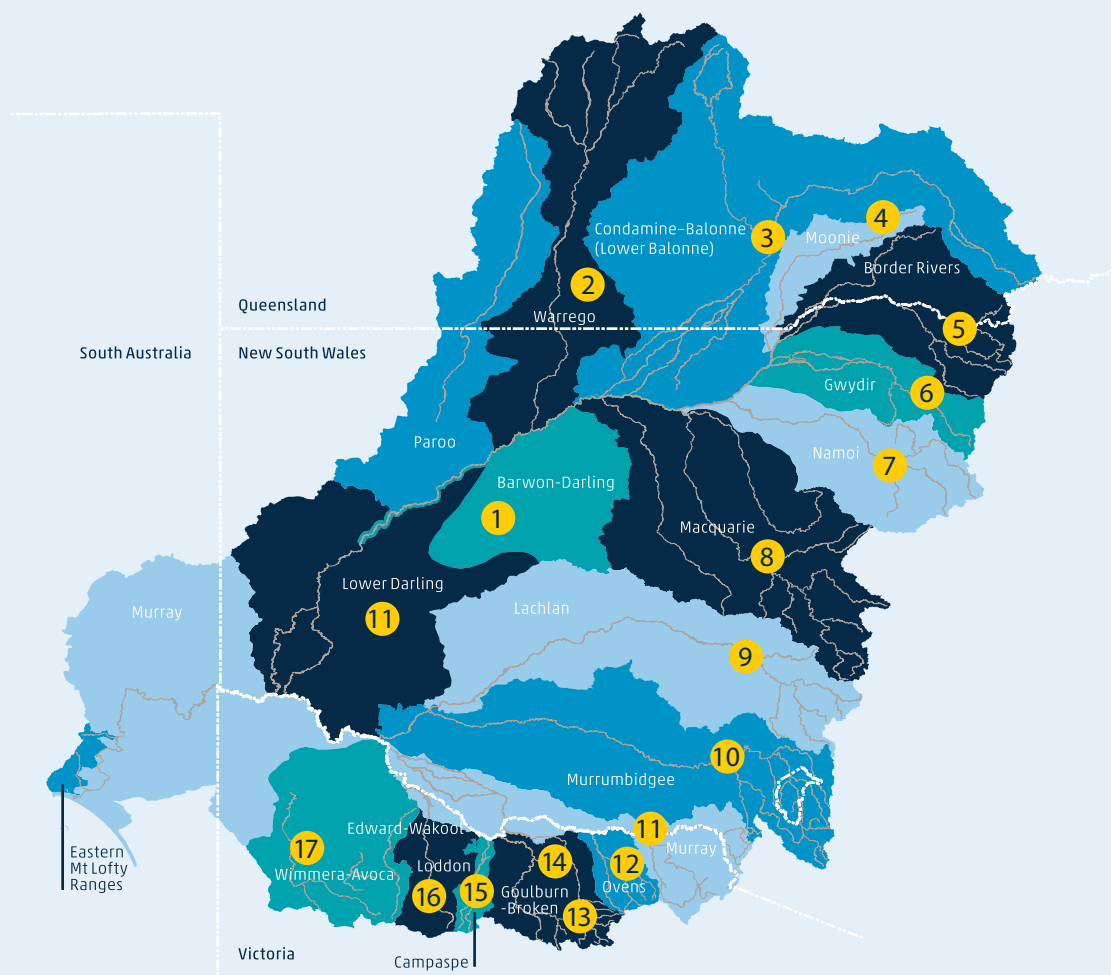 Condamine–Balonne
(Lower Balonne)
3
4
Moonie
Border Rivers
2
Warrego
Queensland
5
South Australia
New South Wales
Gwydir
6
Paroo
Namoi
7
Barwon-Darling
1
Macquarie
8
Lower Darling
11
Murray
Lachlan
9
10
Murrumbidgee
Edward-Wakool
11
Murray
17
Wimmera-Avoca
Loddon
16
15
14
Goulburn
-Broken
13
12
Ovens
Eastern
Mt Lofty
Ranges
Victoria
Campaspe